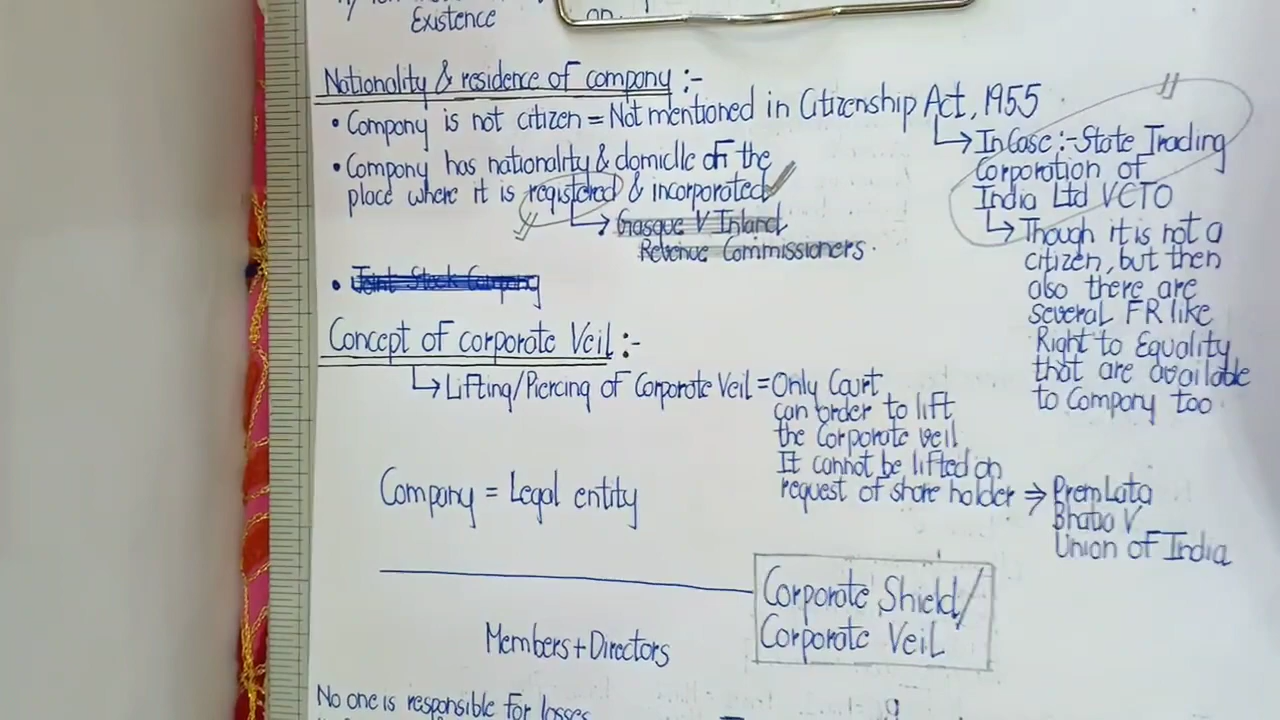 Existence
Nationality & residence of company :-
• Company is not citizen = Not mentioned in Citizenship Act, 1955
↳ In Case :- State Trading
Corporation of
India Ltd V CTO
↳ Though it is not a
citizen, but then
also there are
several FR like
Right to Equality
that are available
to Company too
• Company has nationality & domicile of the
place where it is registered & incorporated
↳ Gasque V Inland
Revenue Commissioners.
• Joint Stock Company
Concept of corporate Veil :-
↳ Lifting/Piercing of Corporate Veil = Only Court
can order to lift
the Corporate veil
It cannot be lifted on
request of share holder ⇒ Prem Lata
Bhatia V
Union of India
Company = Legal entity
Corporate Shield/
Corporate Veil
Members + Directors
No one is responsible for losses